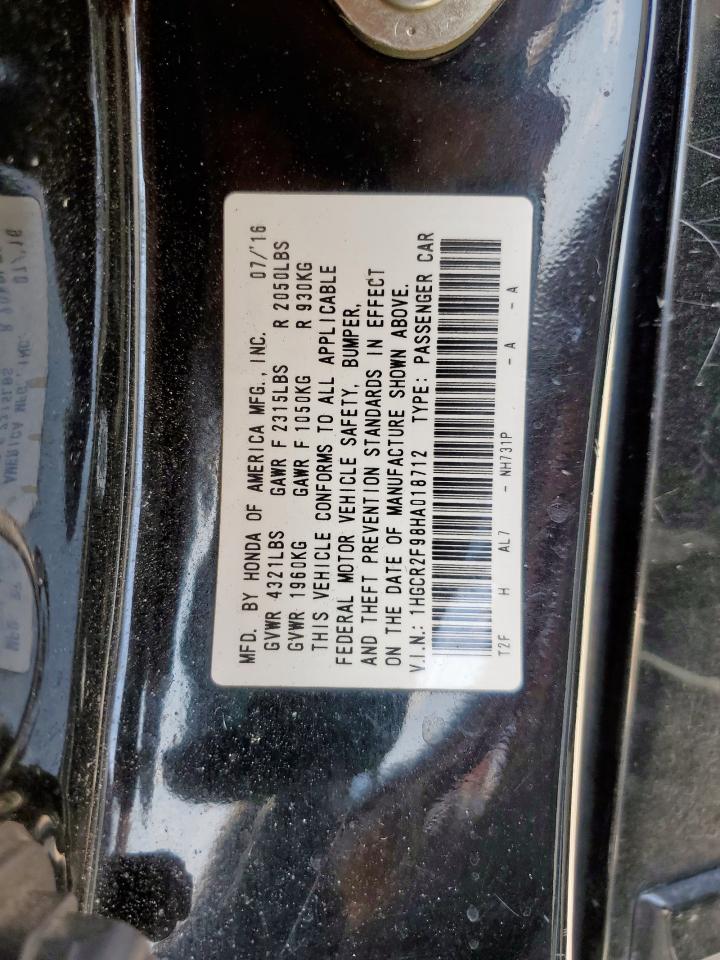 MFD. BY HONDA OF AMERICA MFG., INC. 07/'16
GVWR 4321LBS GAWR F 2315LBS R 2050LBS
GVWR 1960KG GAWR F 1050KG R 930KG
THIS VEHICLE CONFORMS TO ALL APPLICABLE
FEDERAL MOTOR VEHICLE SAFETY, BUMPER,
AND THEFT PREVENTION STANDARDS IN EFFECT
ON THE DATE OF MANUFACTURE SHOWN ABOVE.
V.I.N.: 1HGCR2F98HA018712 TYPE: PASSENGER CAR
T2F H AL7 - NH731P - A - A